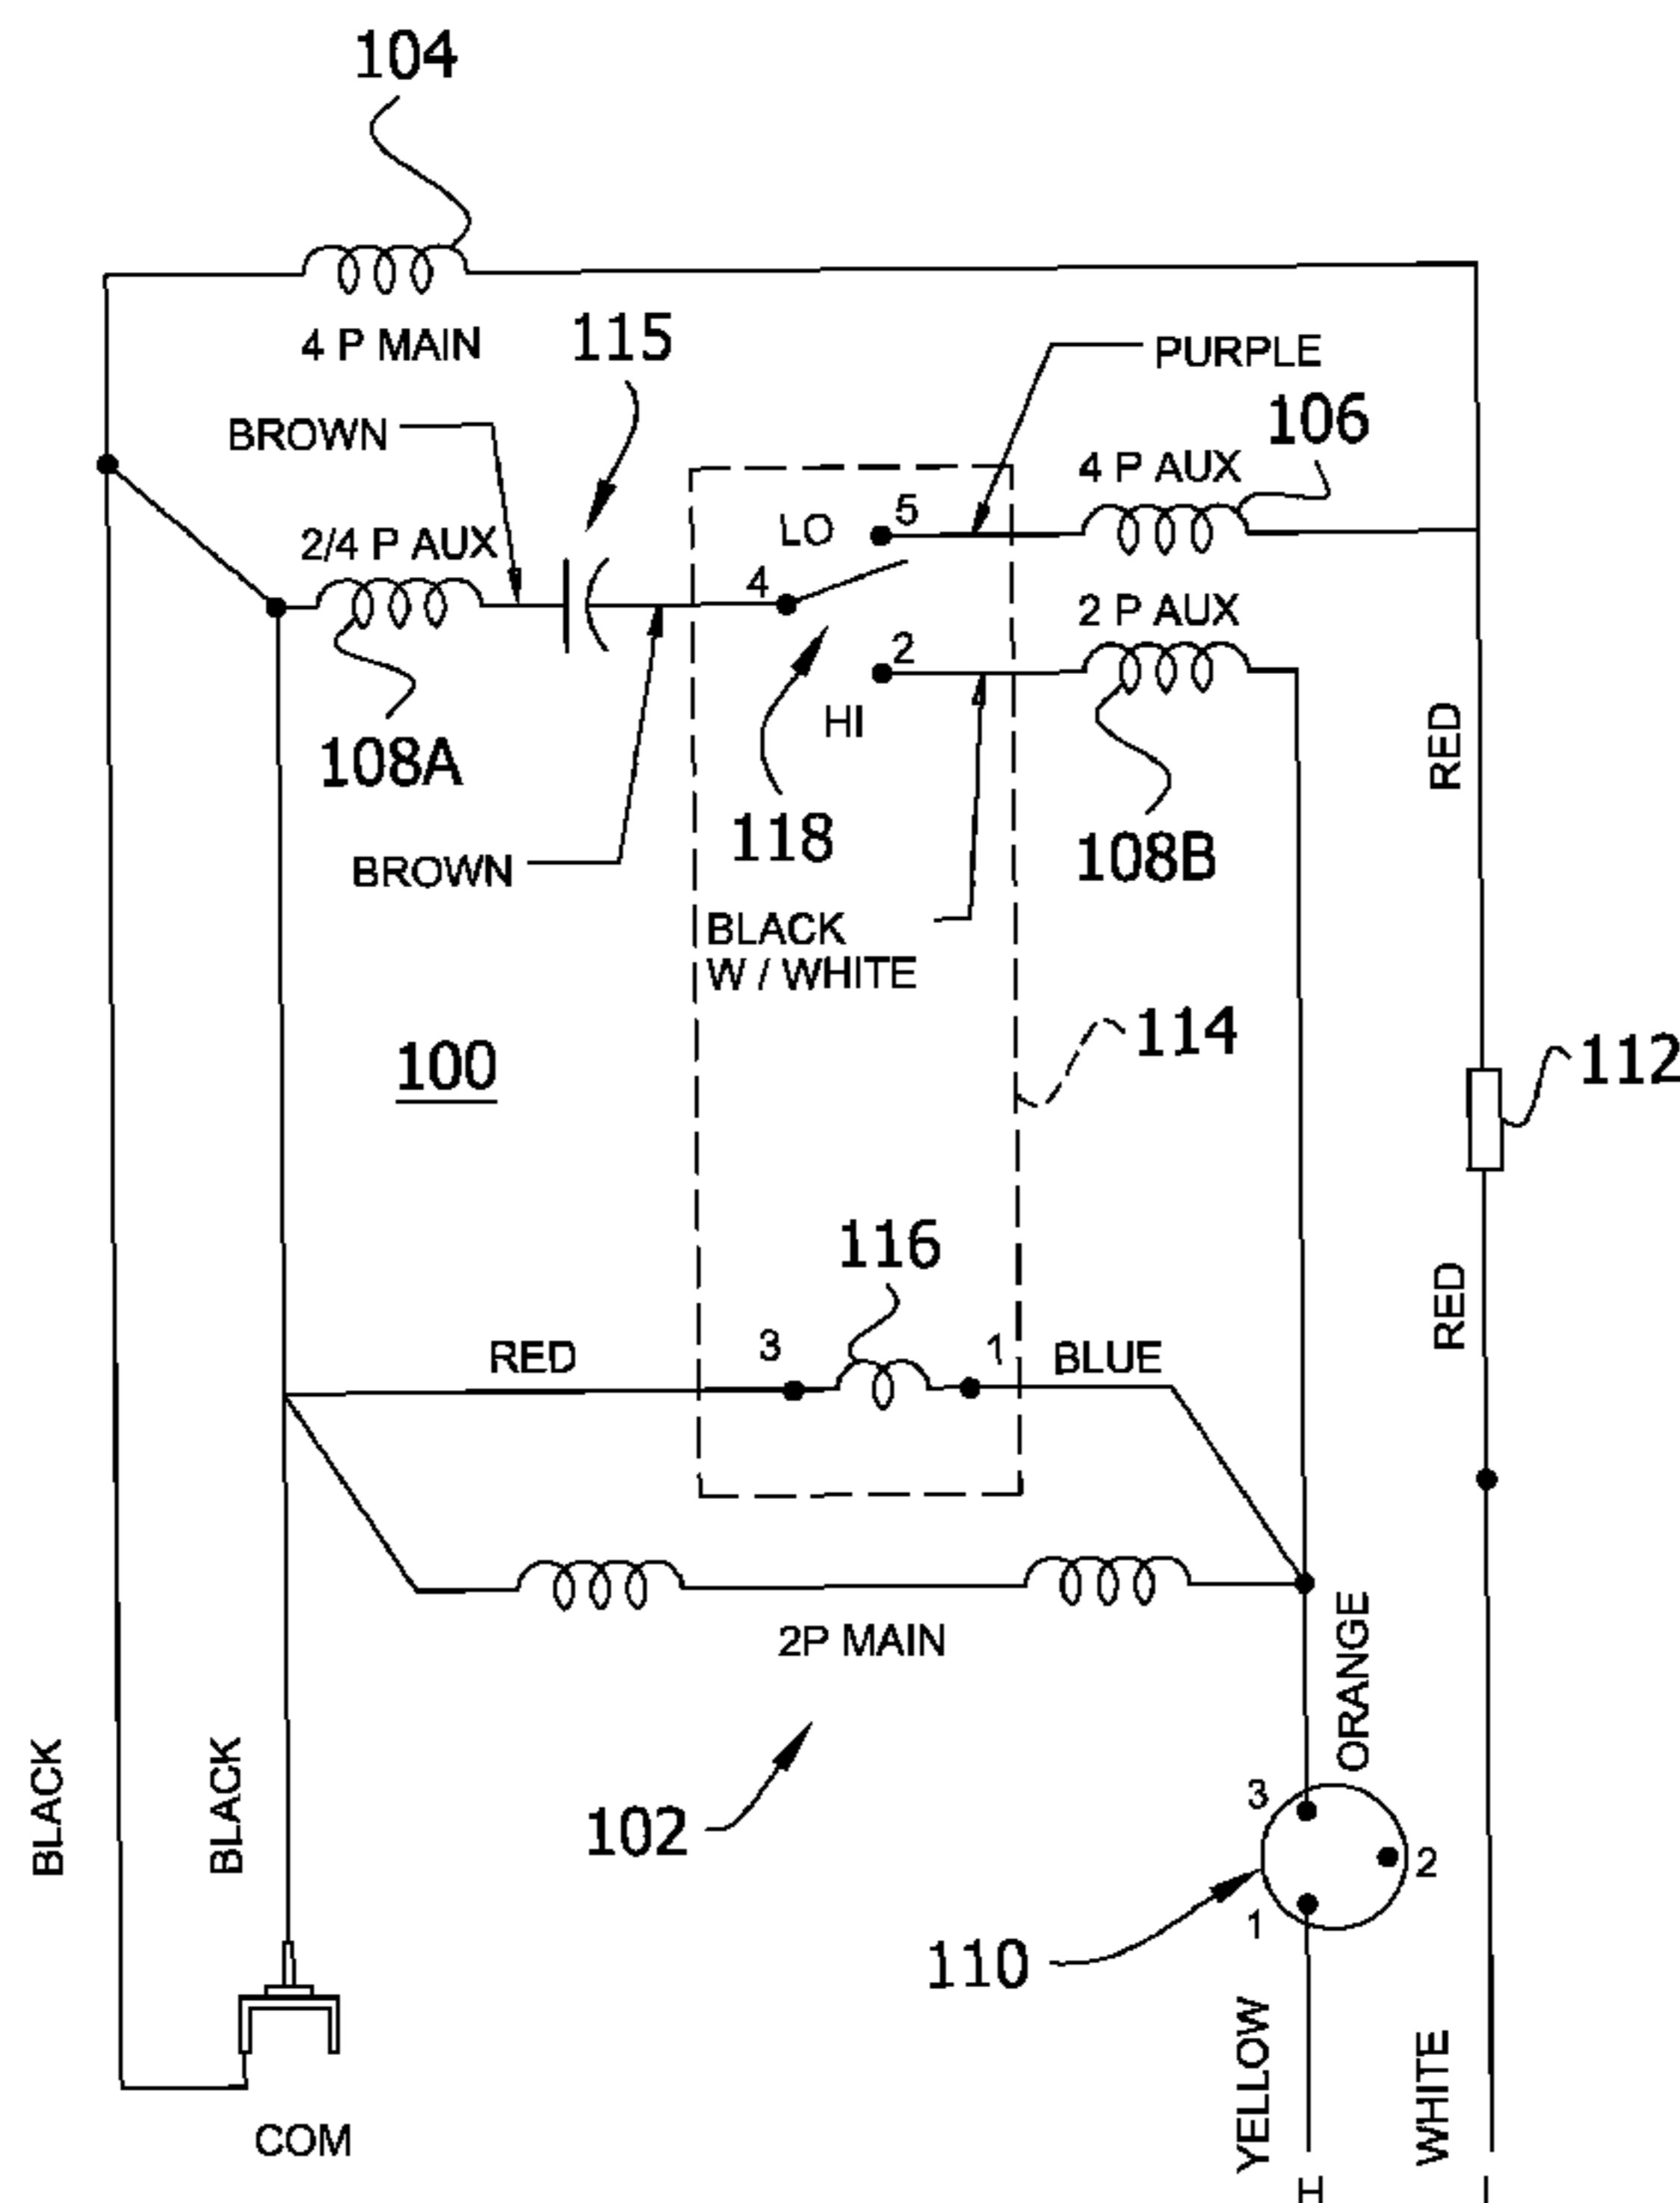 104
4 P MAIN
115
PURPLE
BROWN
106
4 P AUX
5
LO
2/4 P AUX
4
2 P AUX
2
HI
RED
108A
118
108B
BROWN
BLACK
W / WHITE
114
100
112
116
RED
3
1
BLUE
RED
2P MAIN
ORANGE
BLACK
BLACK
102
3
2
1
110
YELLOW
WHITE
COM
H